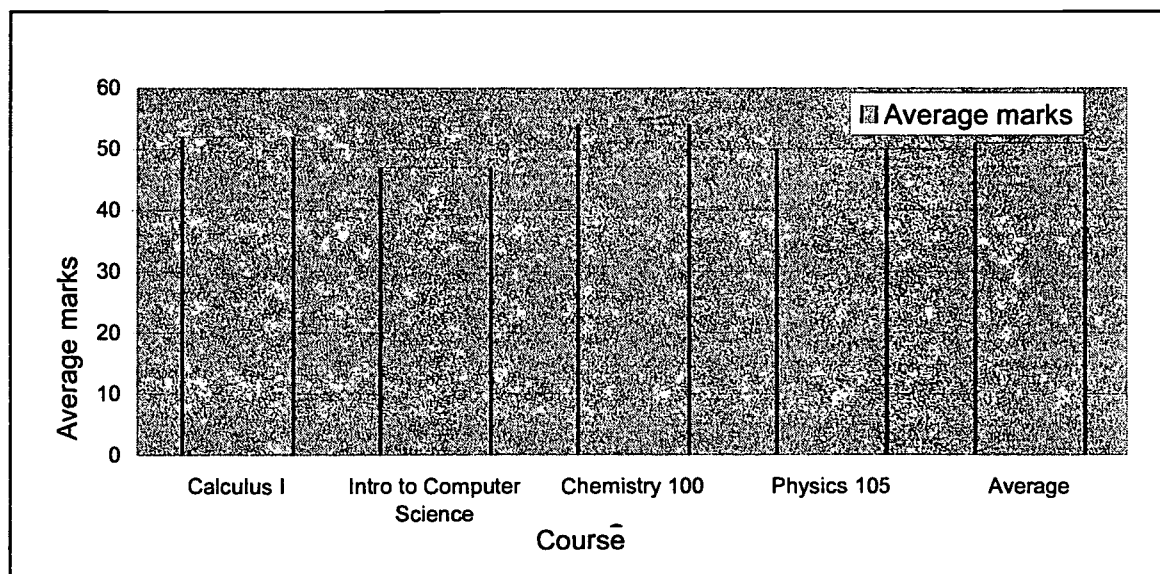 60
Average marks
50
40
30
20
10
0
Average marks
Calculus I
Intro to Computer
Science
Chemistry 100
Physics 105
Average
Course